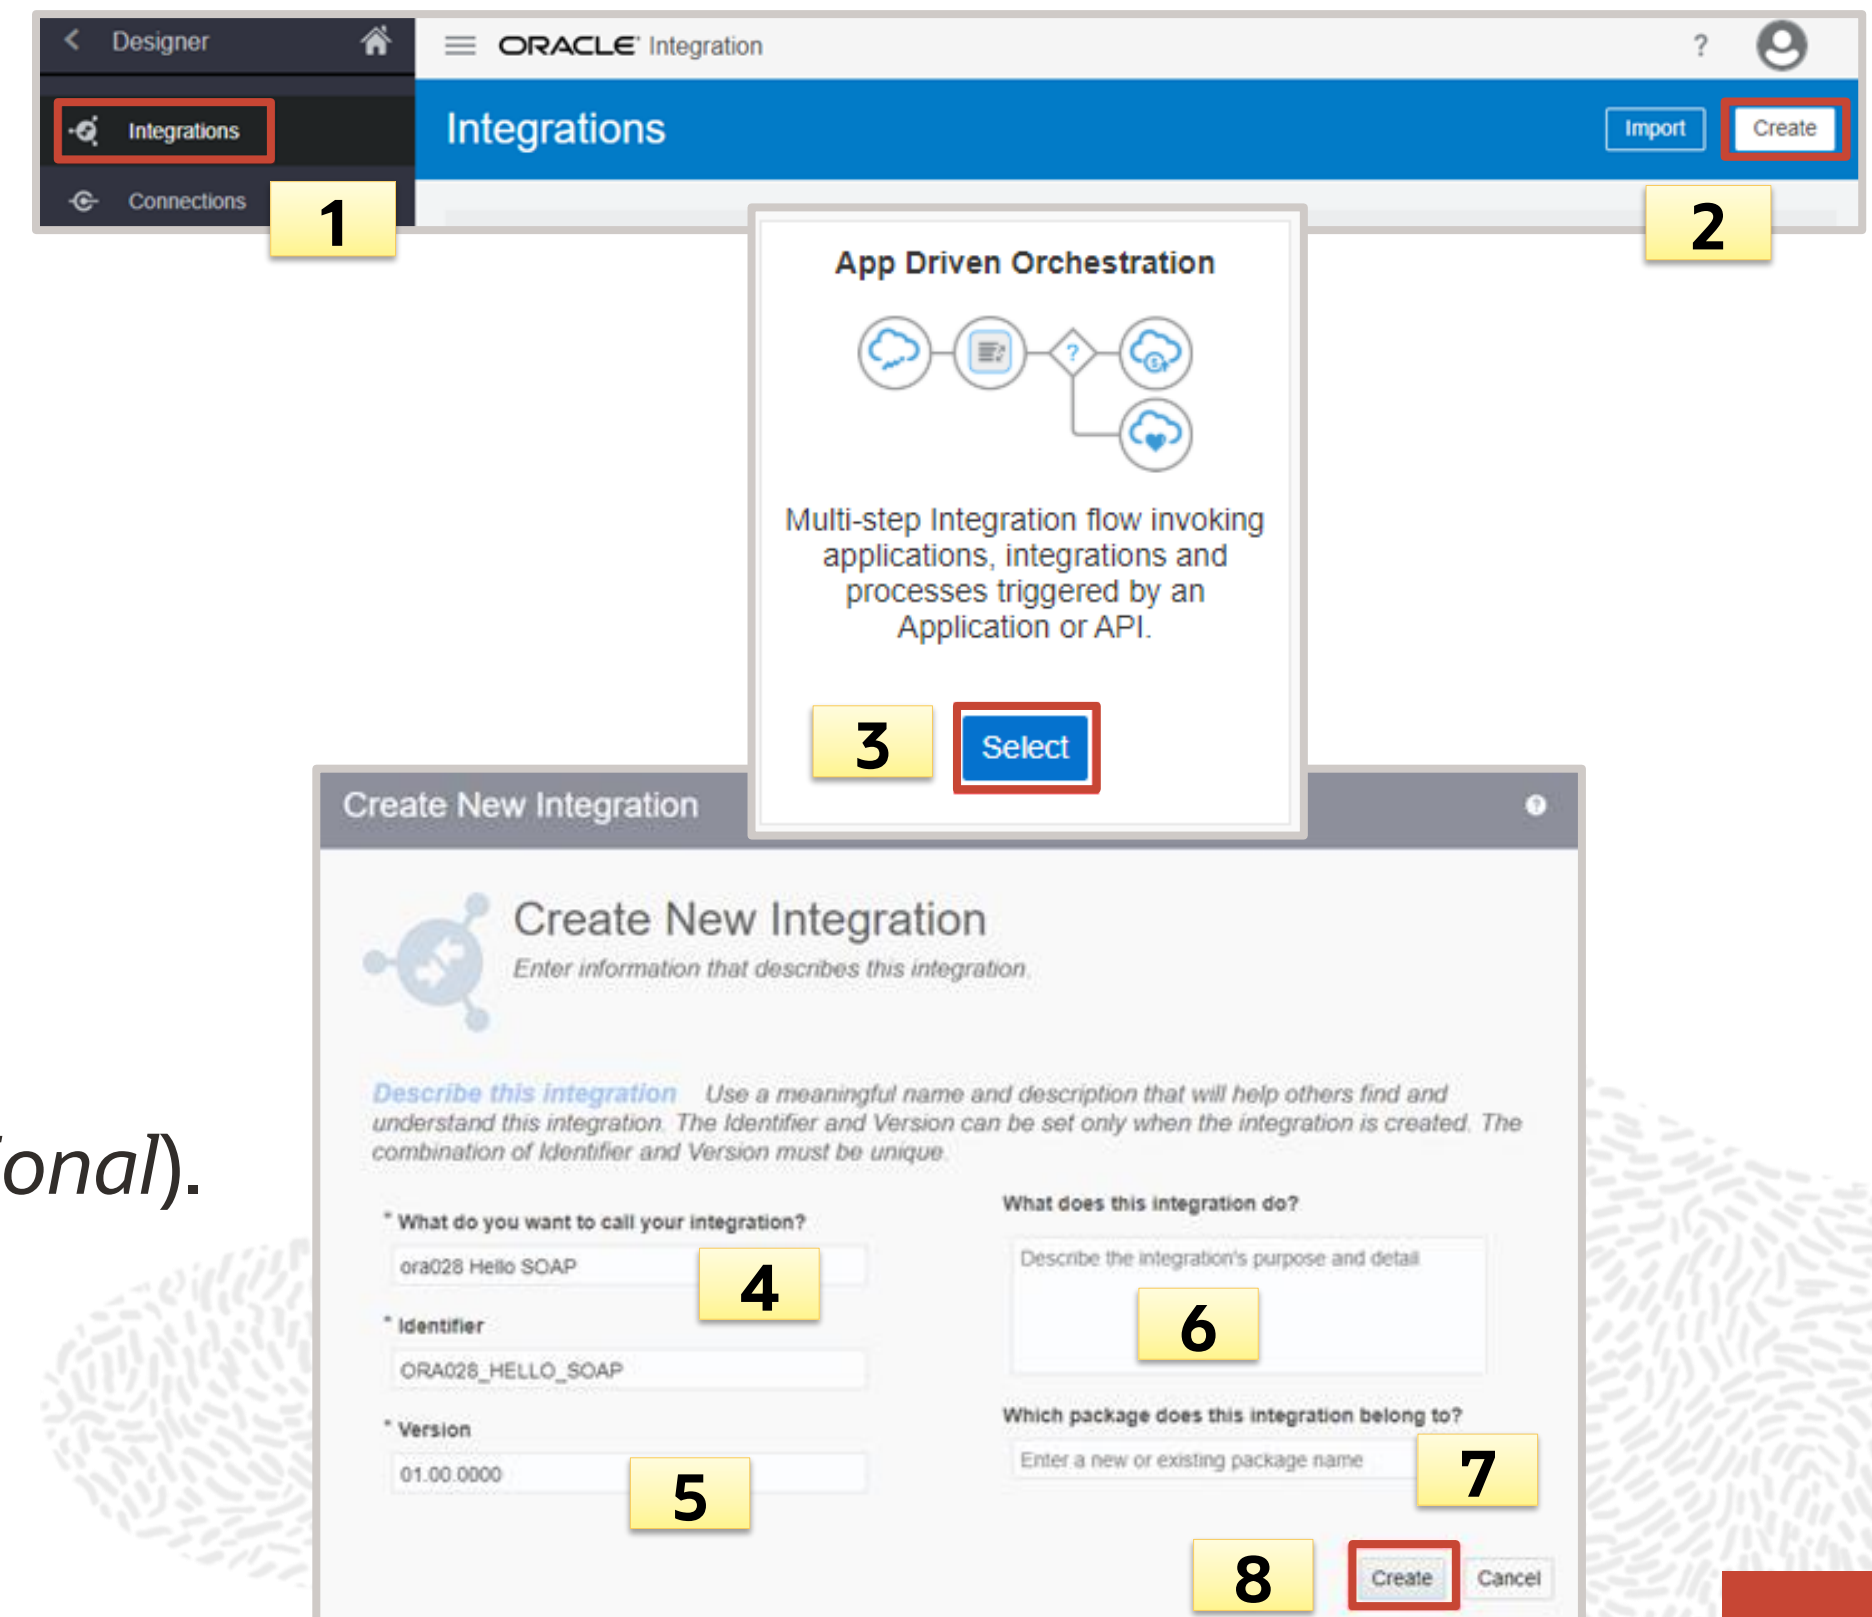 Designer
ORACLE Integration
?
Integrations
Integrations
Import
Create
Connections
1
2
App Driven Orchestration
?
Multi-step Integration flow invoking
applications, integrations and
processes triggered by an
Application or API.
3
Select
Create New Integration
?
Create New Integration
Enter information that describes this integration.
Describe this integration Use a meaningful name and description that will help others find and
understand this integration. The Identifier and Version can be set only when the integration is created. The
combination of Identifier and Version must be unique.
ional).
* What do you want to call your integration?
ora028 Hello SOAP
4
* Identifier
ORA028_HELLO_SOAP
* Version
01.00.0000
5
What does this integration do?
Describe the integration's purpose and detail
6
Which package does this integration belong to?
Enter a new or existing package name
7
8
Create
Cancel